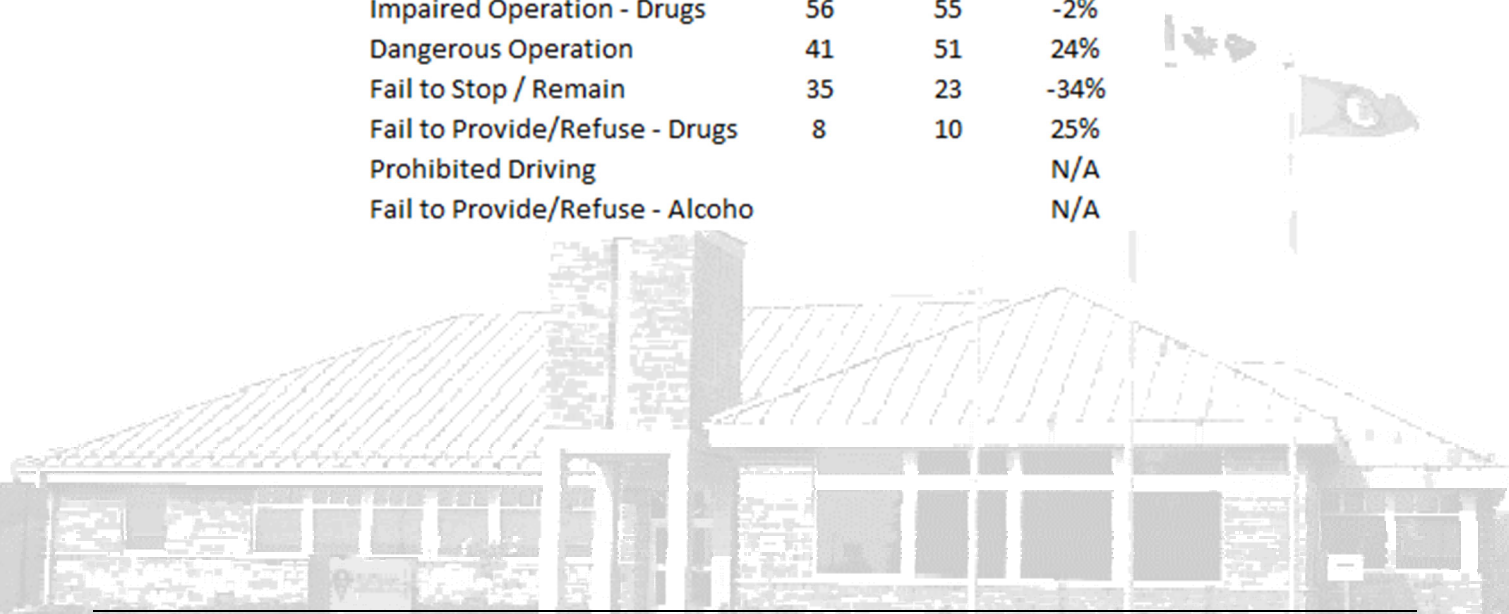 Impaired Operation - Drugs 56 55 -2%
Dangerous Operation 41 51 24%
Fail to Stop / Remain 35 23 -34%
Fail to Provide/Refuse - Drugs 8 10 25%
Prohibited Driving N/A
Fail to Provide/Refuse - Alcoho N/A